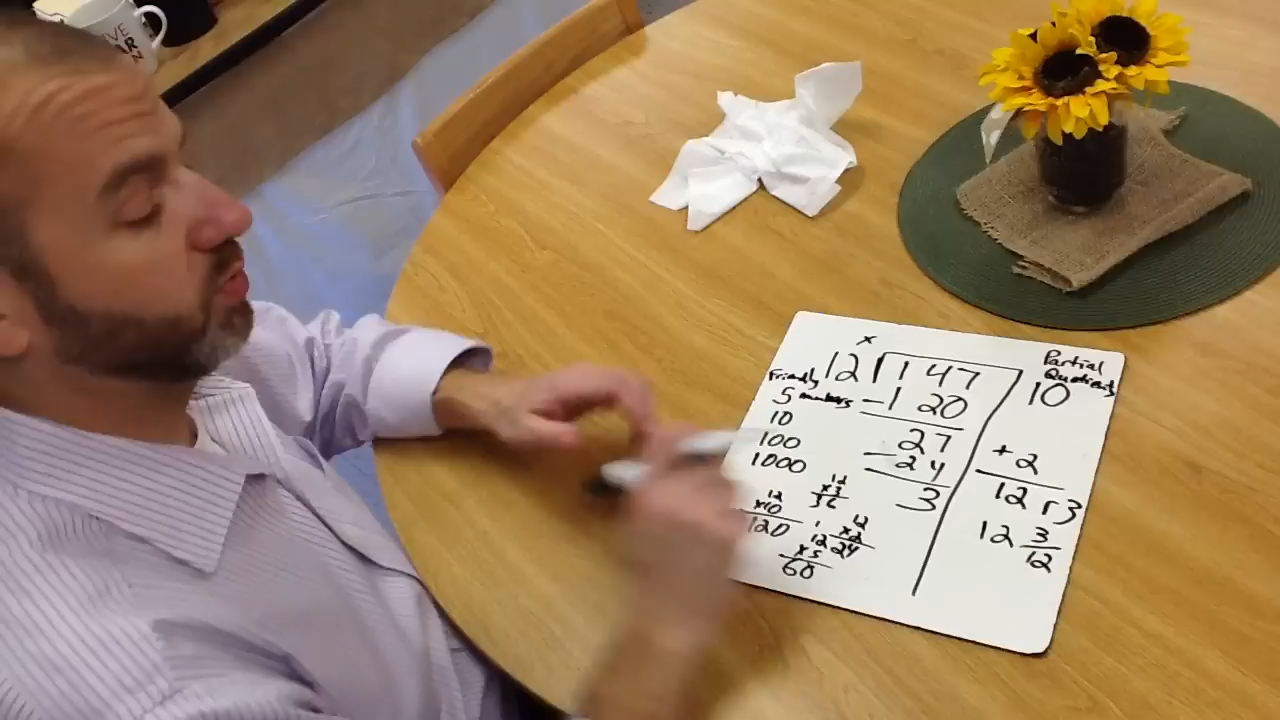 x
12 147
Friendly numbers
5
10
100
1000
-1 20
27
-24
3
12
x10
120
12
x3
36
1
12
x5
60
12
x2
24
Partial
Quotients
10
+2
12 r3
12 3/12